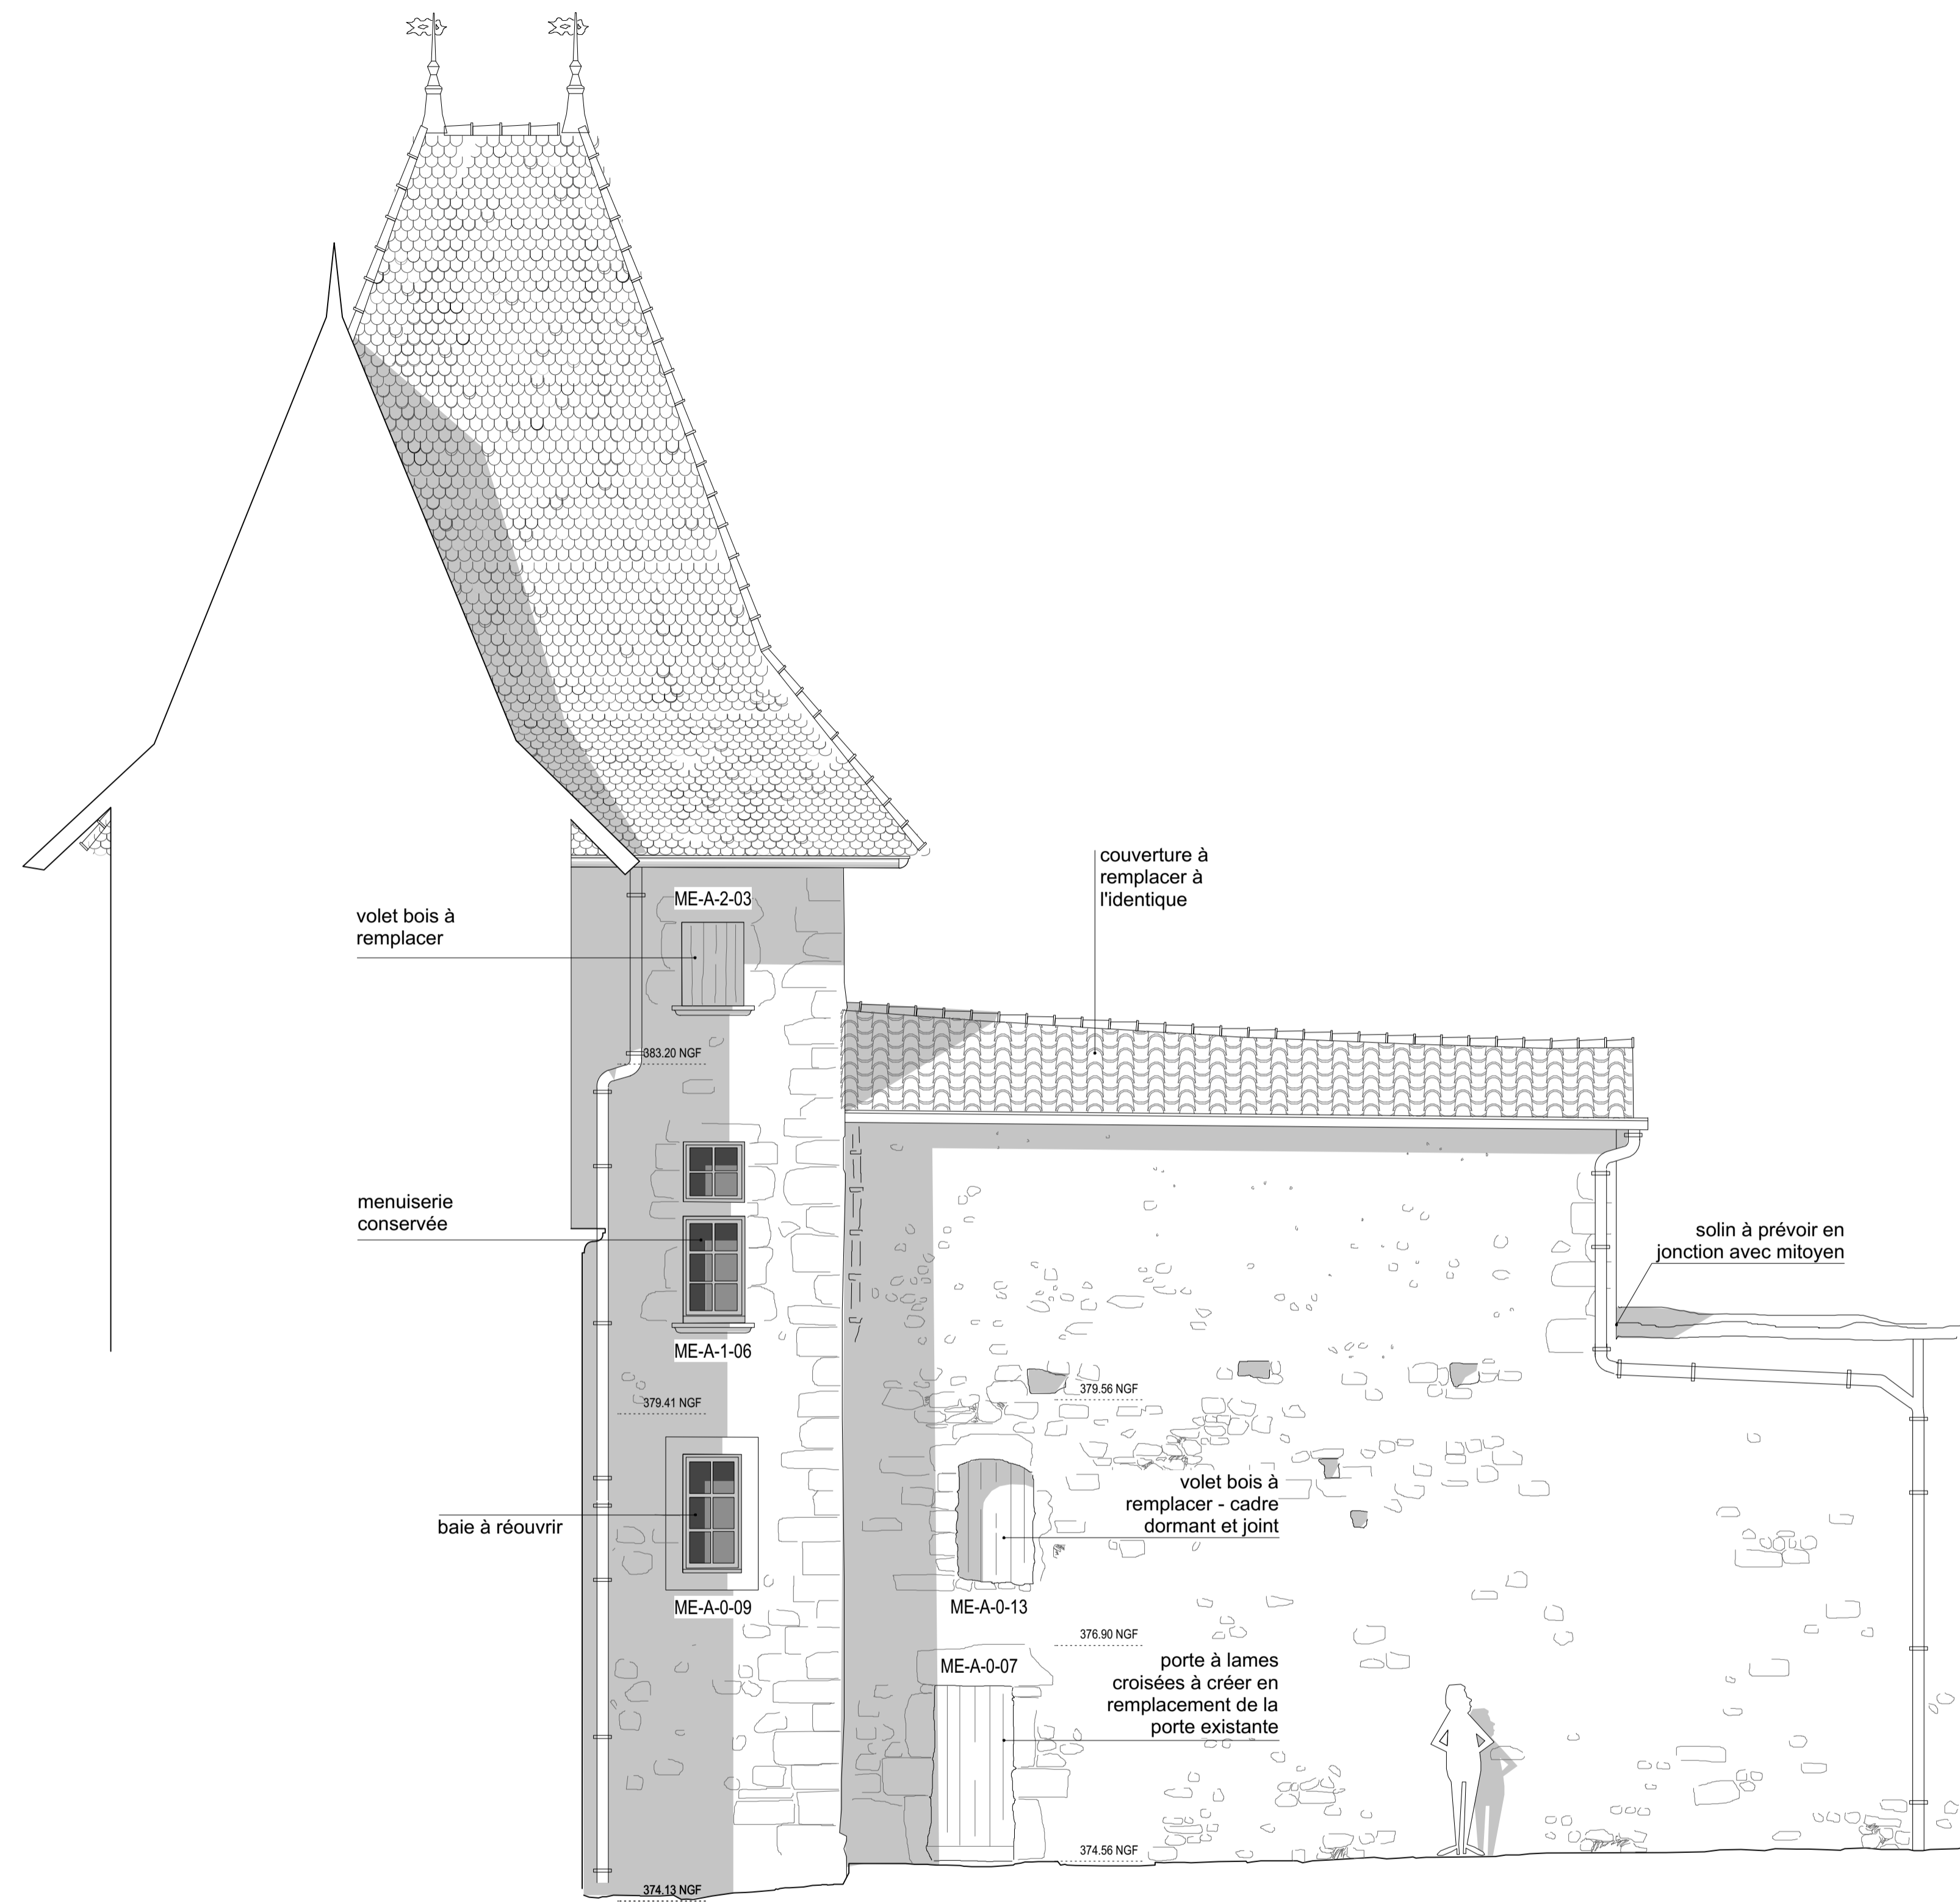 couverture à
remplacer à
l'identique
ME-A-2-03
volet bois à
remplacer
383.20 NGF
menuiserie
conservée
solin à prévoir en
jonction avec mitoyen
ME-A-1-06
379.41 NGF
379.56 NGF
volet bois à
remplacer - cadre
dormant et joint
baie à réouvrir
ME-A-0-09
ME-A-0-13
376.90 NGF
ME-A-0-07
porte à lames
croisées à créer en
remplacement de la
porte existante
374.56 NGF
374.13 NGF